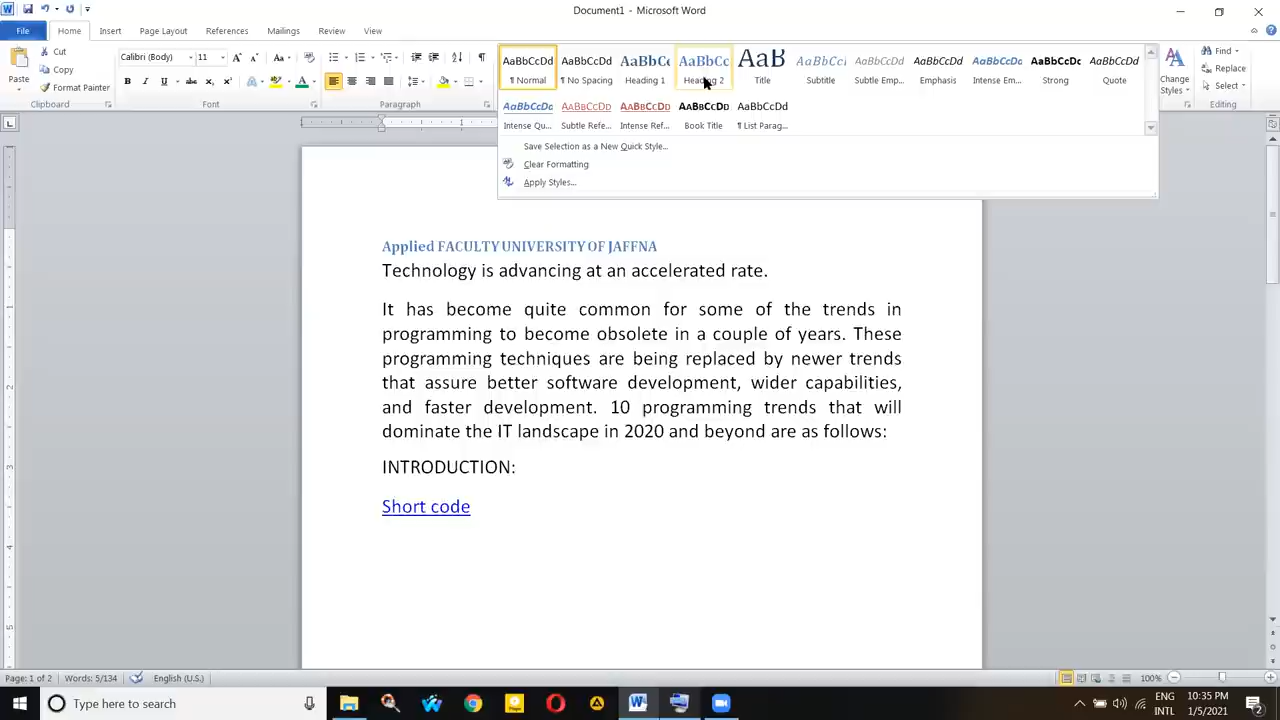 Document1 - Microsoft Word
File Home Insert Page Layout References Mailings Review View
Paste Cut Copy Format Painter
Clipboard
Calibri (Body) 11
Font
Paragraph
AaBbCcDd AaBbCcDd AaBbCc AaBbCc AaB AaBbCcI AaBbCcDd AaBbCcDd AaBbCcDd AaBbCcDc AaBbCcDd
¶ Normal ¶ No Spacing Heading 1 Heading 2 Title Subtitle Subtle Emp... Emphasis Intense Em... Strong Quote
AaBbCcDc AaBbCcDd AaBbCcDd AaBbCcDd AaBbCcDd
Intense Qu... Subtle Refe... Intense Ref... Book Title ¶ List Parag...
Save Selection as a New Quick Style...
Clear Formatting
Apply Styles...
Change Styles
Find
Replace
Select
Editing
Applied FACULTY UNIVERSITY OF JAFFNA
Technology is advancing at an accelerated rate.
It has become quite common for some of the trends in
programming to become obsolete in a couple of years. These
programming techniques are being replaced by newer trends
that assure better software development, wider capabilities,
and faster development. 10 programming trends that will
dominate the IT landscape in 2020 and beyond are as follows:
INTRODUCTION:
Short code
Page: 1 of 2 Words: 5/134 English (U.S.) 100%
Type here to search
ENG
INTL
10:35 PM
1/5/2021
2